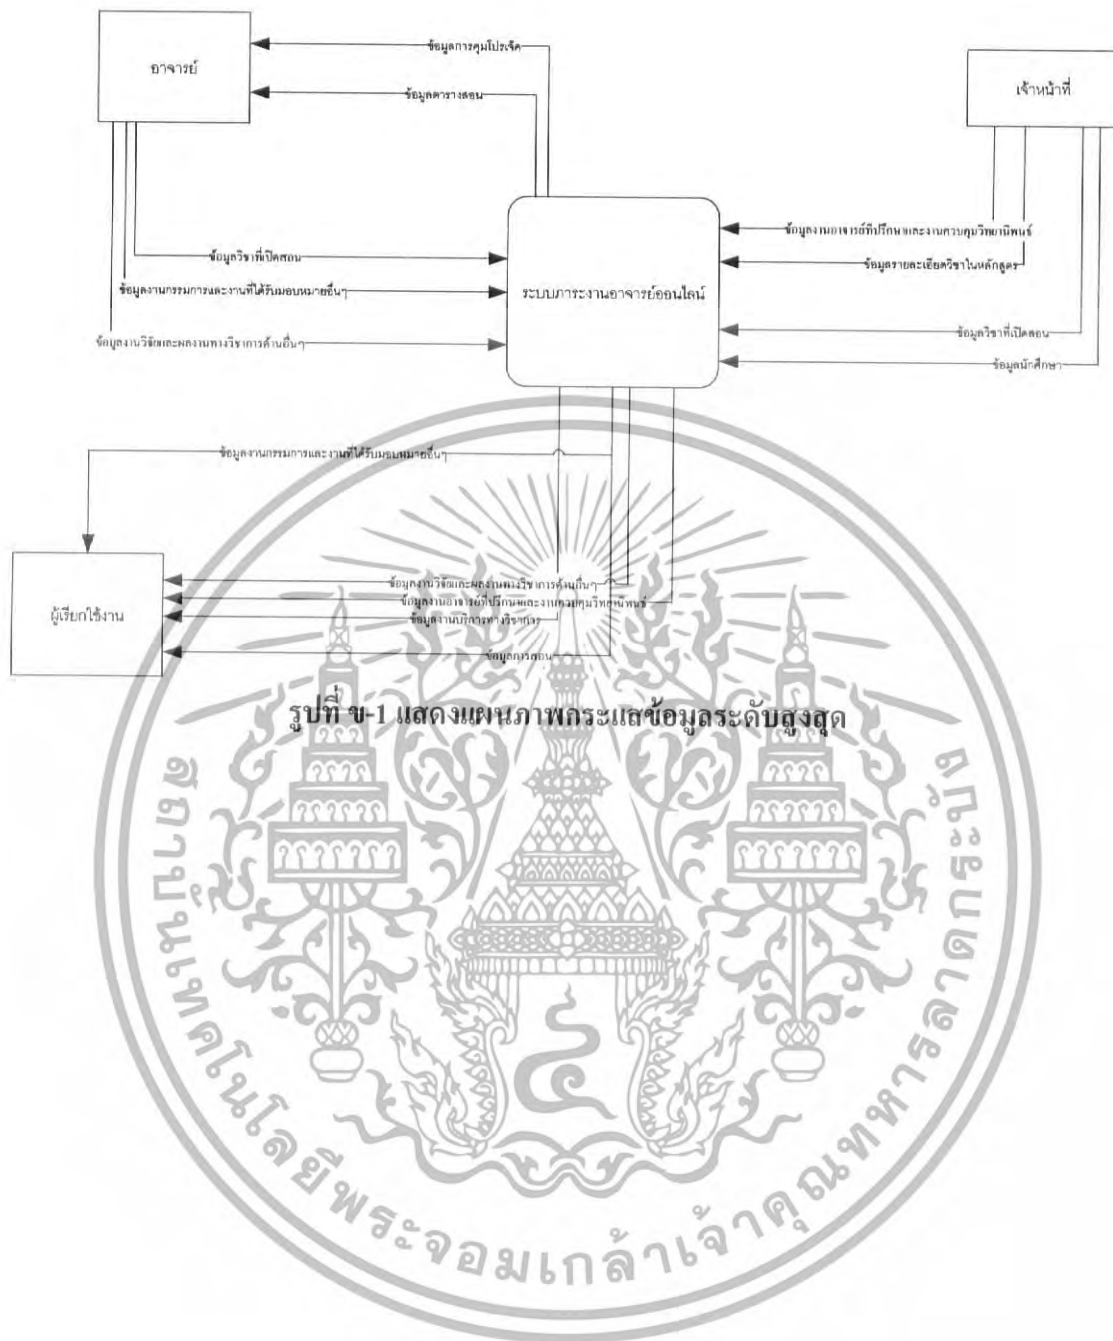 อาจารย์
ข้อมูลการคุมโปรเจ็ค
ข้อมูลตารางสอน
เจ้าหน้าที่
ข้อมูลงานอาจารย์ที่ปรึกษาและงานควบคุมวิทยานิพนธ์
ข้อมูลรายละเอียดวิชาในหลักสูตร
ข้อมูลวิชาที่เปิดสอน
ข้อมูลงานกรรมการและงานที่ได้รับมอบหมายอื่นๆ
ข้อมูลงานวิจัยและผลงานทางวิชาการด้านอื่นๆ
ระบบภาระงานอาจารย์ออนไลน์
ข้อมูลวิชาที่เปิดสอน
ข้อมูลนักศึกษา
ข้อมูลงานกรรมการและงานที่ได้รับมอบหมายอื่นๆ
ผู้เรียกใช้งาน
ข้อมูลงานวิจัยและผลงานทางวิชาการด้านอื่นๆ
ข้อมูลงานอาจารย์ที่ปรึกษาและงานควบคุมวิทยานิพนธ์
ข้อมูลงานบริการทางวิชาการ
ข้อมูลการสอน
รูปที่ ข-1 แสดงแผนภาพกระแสข้อมูลระดับสูงสุด
สถาบันเทคโนโลยีพระจอมเกล้าเจ้าคุณทหารลาดกระบัง